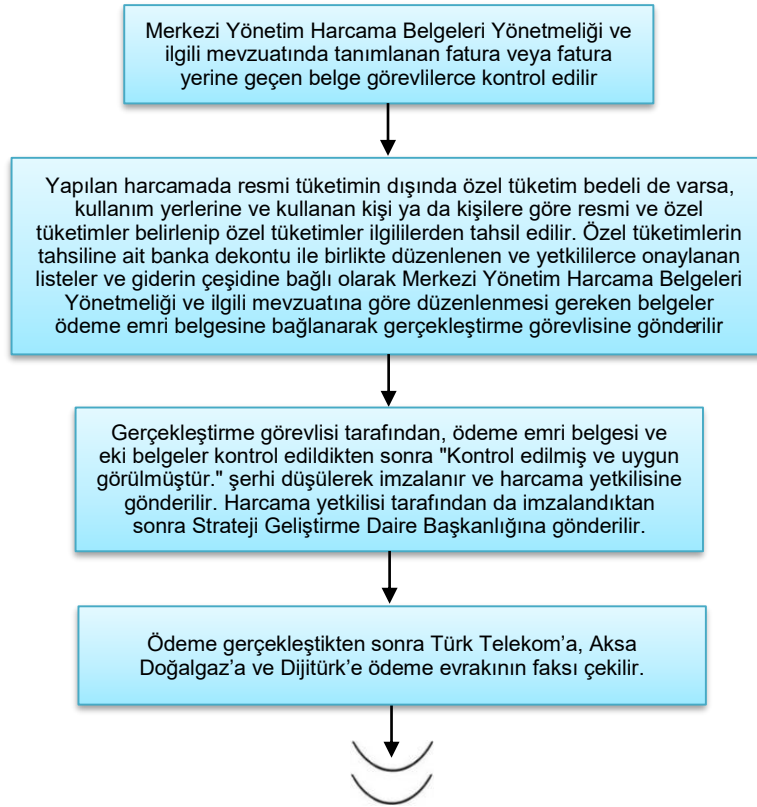 Merkezi Yönetim Harcama Belgeleri Yönetmeliği ve
ilgili mevzuatında tanımlanan fatura veya fatura
yerine geçen belge görevlilerce kontrol edilir
Yapılan harcamada resmi tüketimin dışında özel tüketim bedeli de varsa,
kullanım yerlerine ve kullanan kişi ya da kişilere göre resmi ve özel
tüketimler belirlenip özel tüketimler ilgililerden tahsil edilir. Özel tüketimlerin
tahsiline ait banka dekontu ile birlikte düzenlenen ve yetkililerce onaylanan
listeler ve giderin çeşidine bağlı olarak Merkezi Yönetim Harcama Belgeleri
Yönetmeliği ve ilgili mevzuatına göre düzenlenmesi gereken belgeler
ödeme emri belgesine bağlanarak gerçekleştirme görevlisine gönderilir
Gerçekleştirme görevlisi tarafından, ödeme emri belgesi ve
eki belgeler kontrol edildikten sonra "Kontrol edilmiş ve uygun
görülmüştür." şerhi düşülerek imzalanır ve harcama yetkilisine
gönderilir. Harcama yetkilisi tarafından da imzalandıktan
sonra Strateji Geliştirme Daire Başkanlığına gönderilir.
Ödeme gerçekleştikten sonra Türk Telekom’a, Aksa
Doğalgaz’a ve Dijitürk’e ödeme evrakının faksı çekilir.